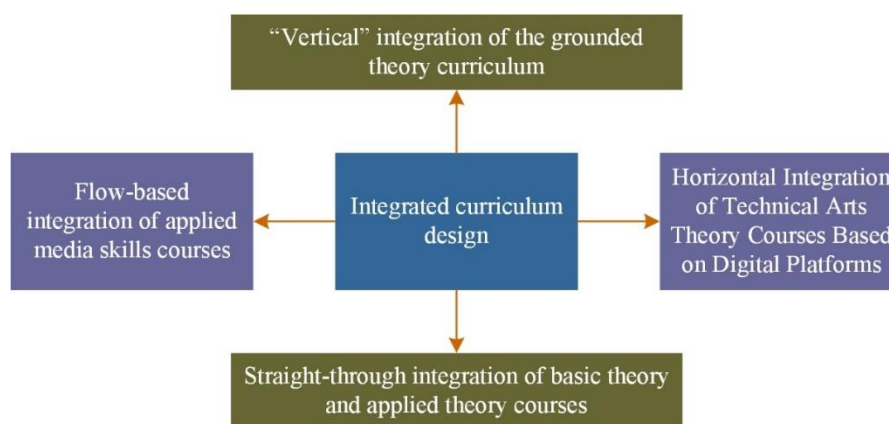 “Vertical” integration of the grounded
theory curriculum
Flow-based
integration of applied
media skills courses
Integrated curriculum
design
Horizontal Integration
of Technical Arts
Theory Courses Based
on Digital Platforms
Straight-through integration of basic theory
and applied theory courses